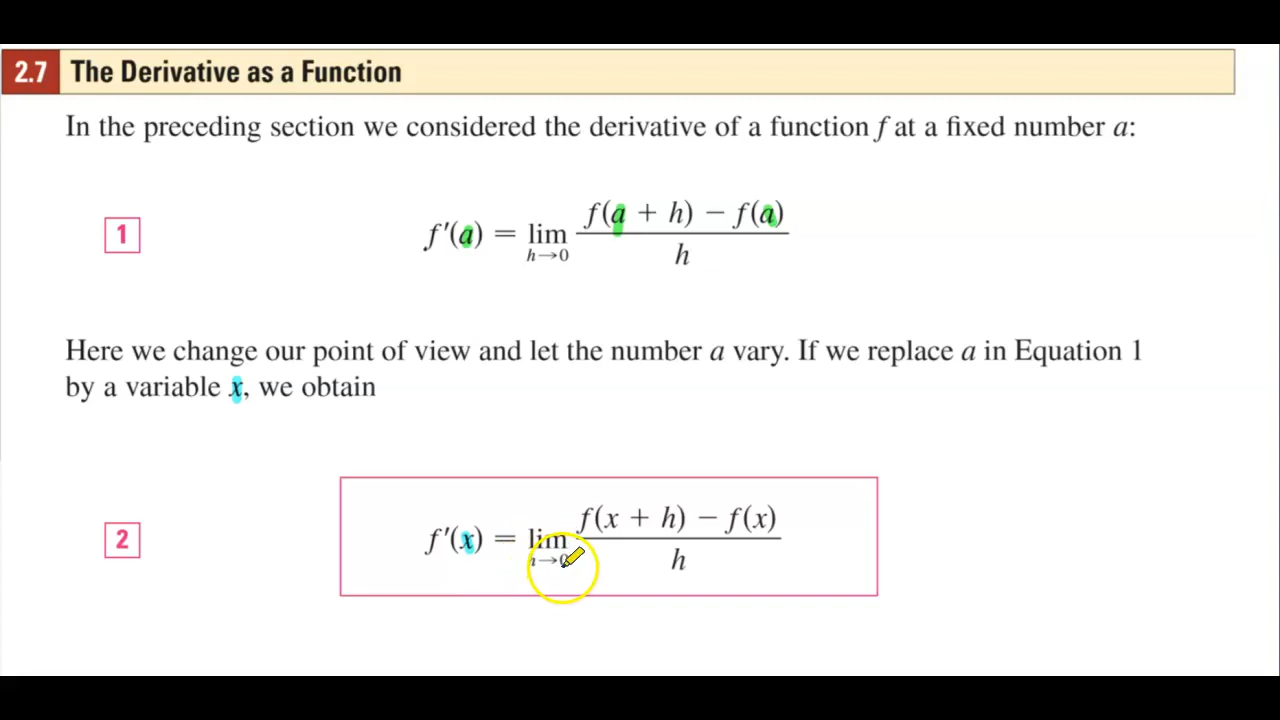 2.7 The Derivative as a Function
In the preceding section we considered the derivative of a function f at a fixed number a:
1 f'(a) = lim h→0 f(a + h) − f(a) / h
Here we change our point of view and let the number a vary. If we replace a in Equation 1
by a variable x, we obtain
2 f'(x) = lim h→0 f(x + h) − f(x) / h